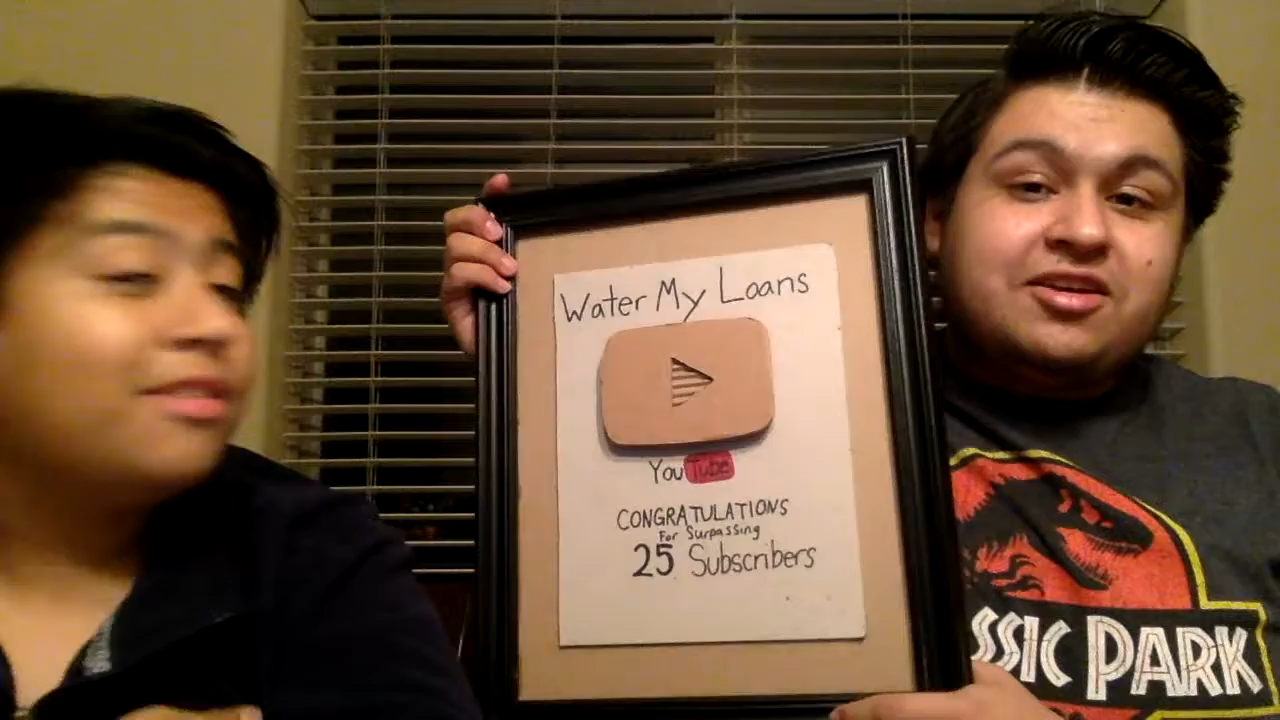 Water My Loans
YouTube
CONGRATULATIONS
For Surpassing
25 Subscribers
SSIC PARK